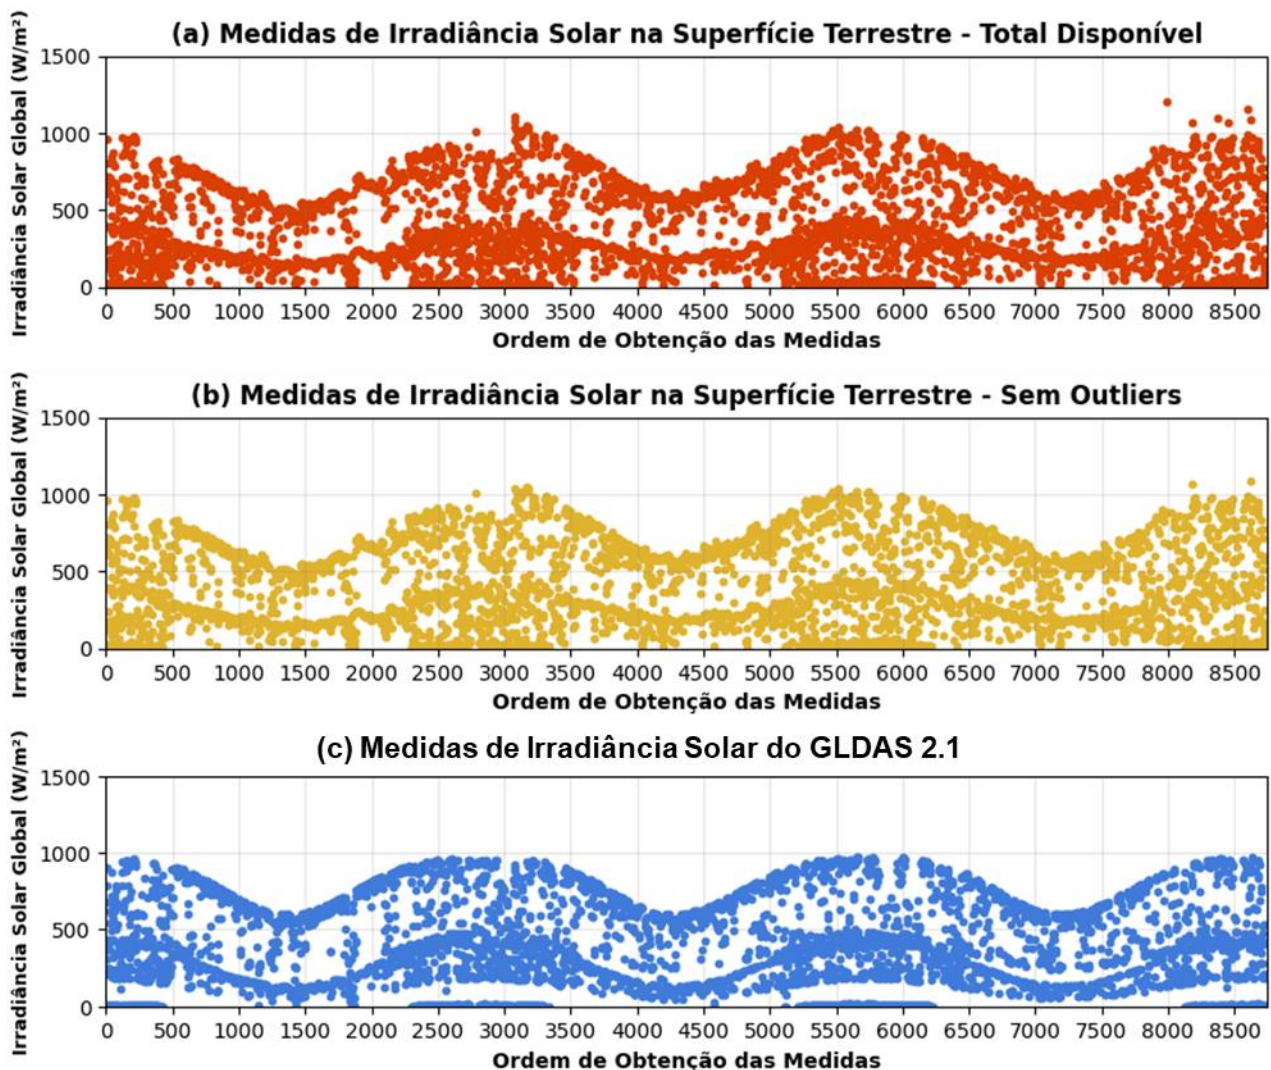 (a) Medidas de Irradiância Solar na Superfície Terrestre - Total Disponível
Irradiância Solar Global (W/m²)
1500
1000
500
0
0 500 1000 1500 2000 2500 3000 3500 4000 4500 5000 5500 6000 6500 7000 7500 8000 8500
Ordem de Obtenção das Medidas
(b) Medidas de Irradiância Solar na Superfície Terrestre - Sem Outliers
Irradiância Solar Global (W/m²)
1500
1000
500
0
0 500 1000 1500 2000 2500 3000 3500 4000 4500 5000 5500 6000 6500 7000 7500 8000 8500
Ordem de Obtenção das Medidas
(c) Medidas de Irradiância Solar do GLDAS 2.1
Irradiância Solar Global (W/m²)
1500
1000
500
0
0 500 1000 1500 2000 2500 3000 3500 4000 4500 5000 5500 6000 6500 7000 7500 8000 8500
Ordem de Obtenção das Medidas